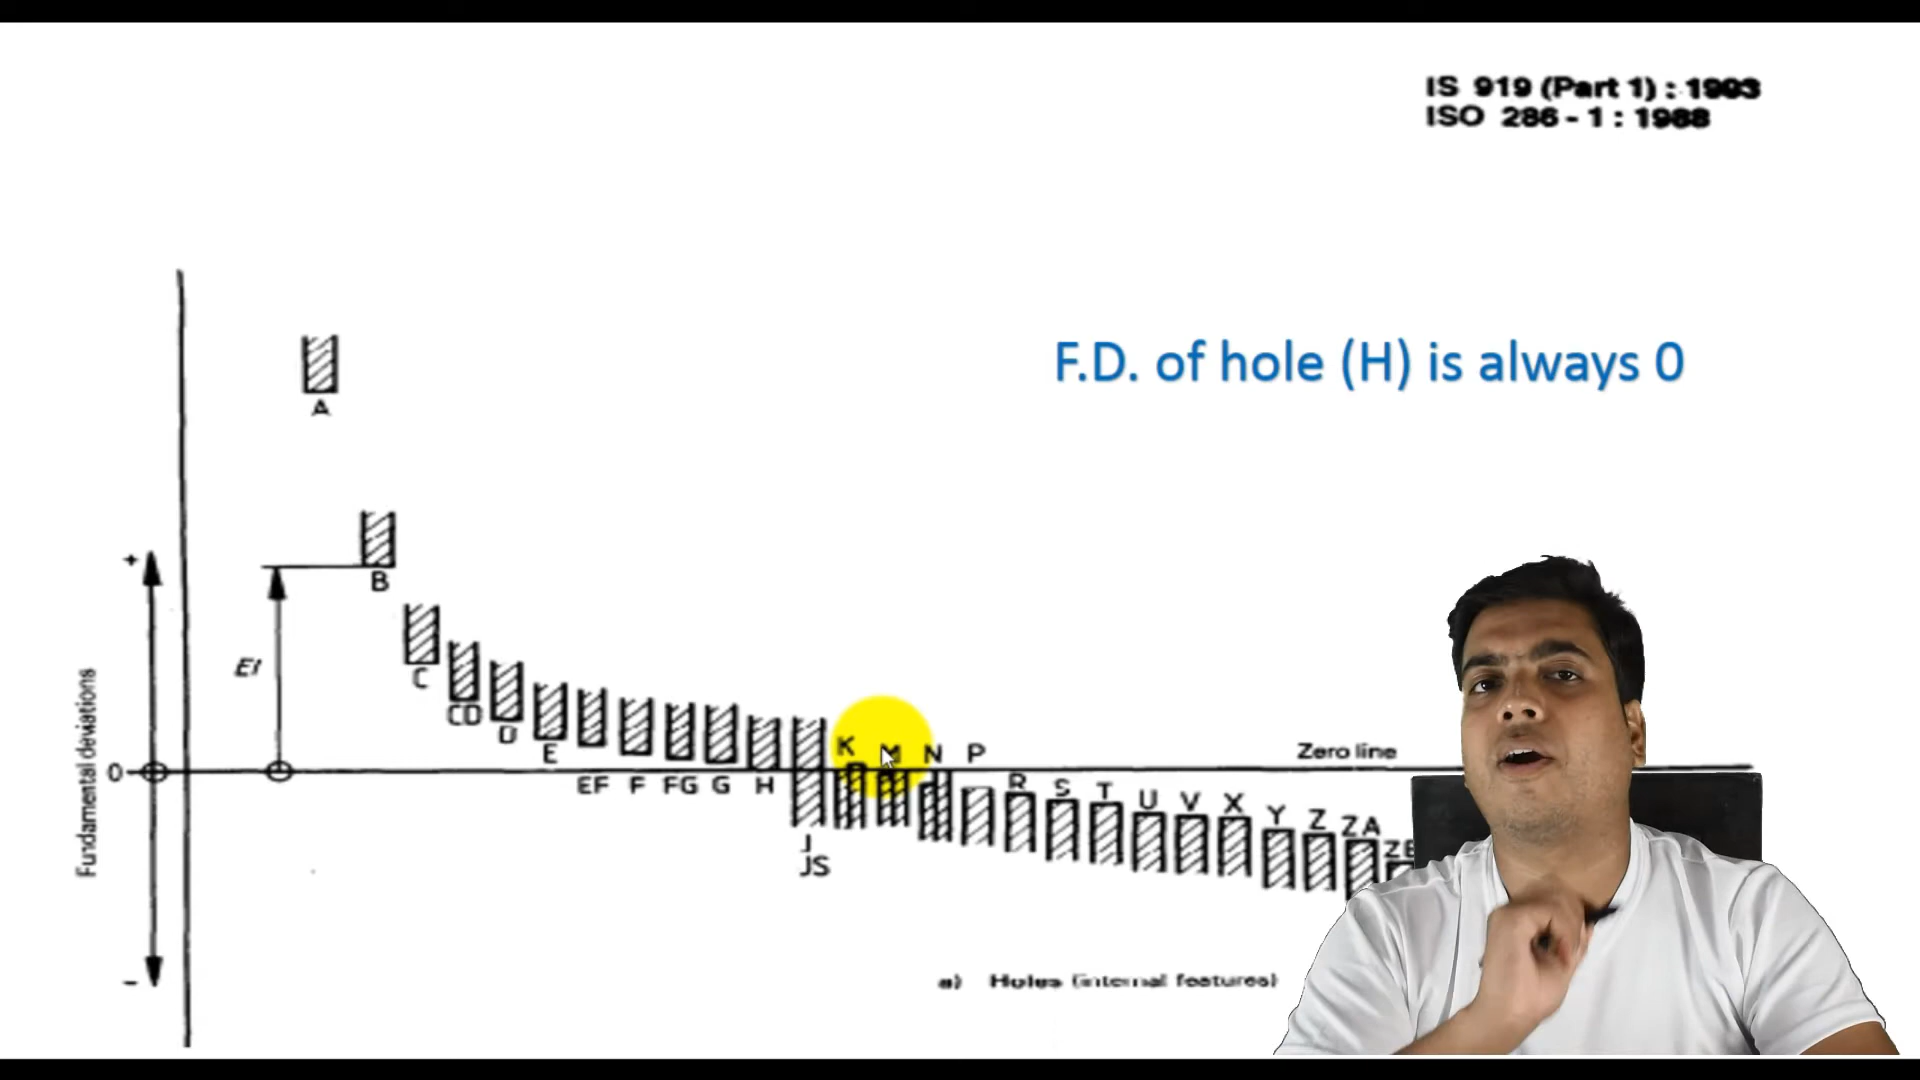 IS 919 (Part 1) : 1993
ISO 286 - 1 : 1988
F.D. of hole (H) is always 0
A
+
B
EI
C
CD
D
E
K M N P
Zero line
0
EF F FG G H
R S T U V X Y Z ZA
J
JS
Fundamental deviations
-
a) Holes (internal features)